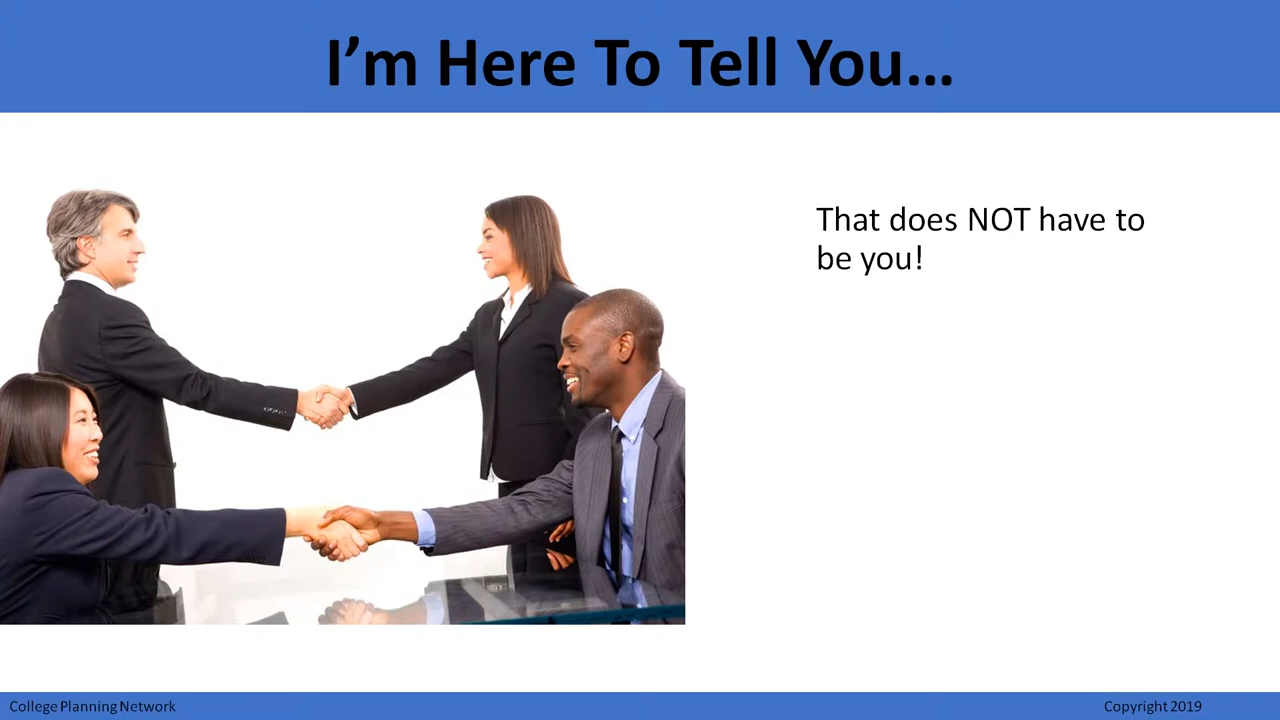 I’m Here To Tell You…
That does NOT have to
be you!
College Planning Network
Copyright 2019